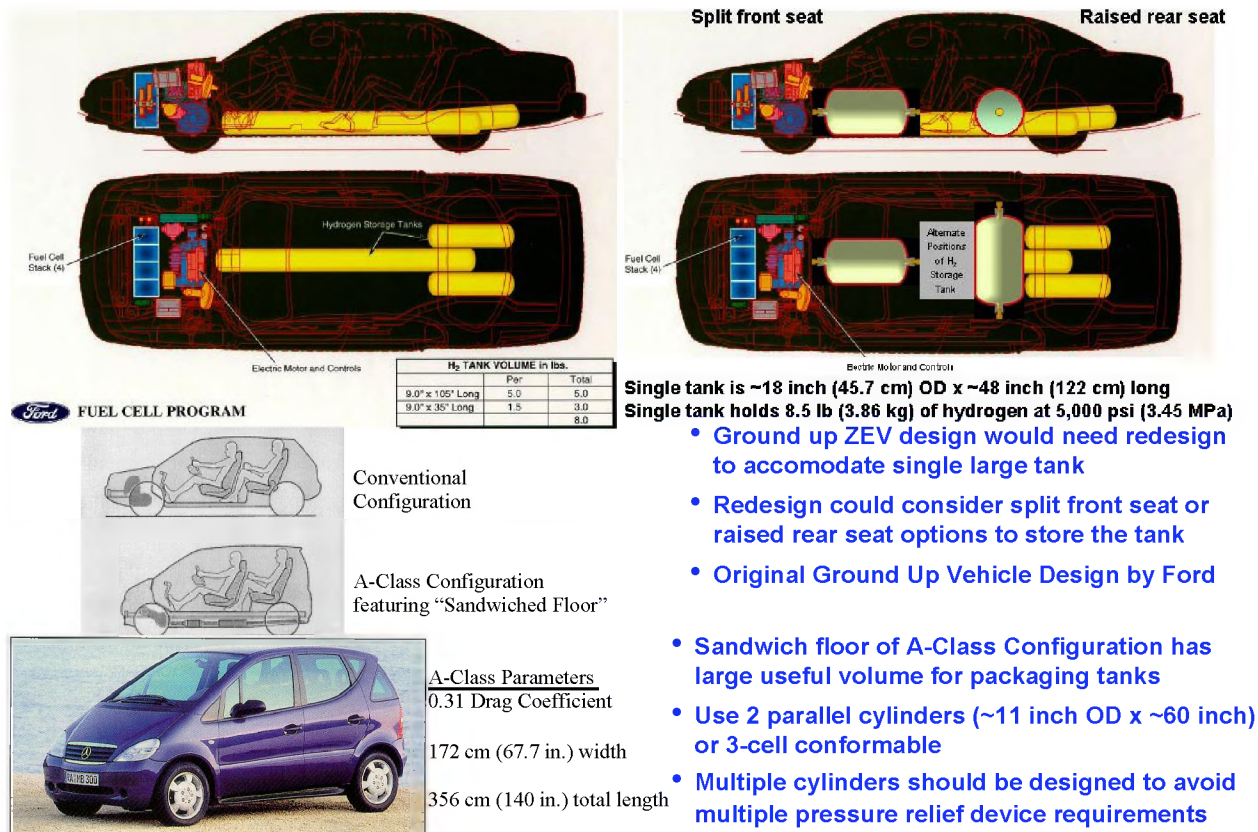 Split front seat
Raised rear seat
Hydrogen Storage Tanks
Fuel Cell
Stack (4)
Electric Motor and Controls
H2 TANK VOLUME in lbs.
Per Total
9.0" x 105" Long 5.0 5.0
9.0" x 35" Long 1.5 3.0
8.0
Ford FUEL CELL PROGRAM
Fuel Cell
Stack (4)
Alternate
Positions
of H2
Storage
Tank
Electric Motor and Controls
Single tank is ~18 inch (45.7 cm) OD x ~48 inch (122 cm) long
Single tank holds 8.5 lb (3.86 kg) of hydrogen at 5,000 psi (3.45 MPa)
• Ground up ZEV design would need redesign
to accomodate single large tank
• Redesign could consider split front seat or
raised rear seat options to store the tank
• Original Ground Up Vehicle Design by Ford
Conventional
Configuration
A-Class Configuration
featuring “Sandwiched Floor”
A-Class Parameters
0.31 Drag Coefficient
172 cm (67.7 in.) width
356 cm (140 in.) total length
• Sandwich floor of A-Class Configuration has
large useful volume for packaging tanks
• Use 2 parallel cylinders (~11 inch OD x ~60 inch)
or 3-cell conformable
• Multiple cylinders should be designed to avoid
multiple pressure relief device requirements